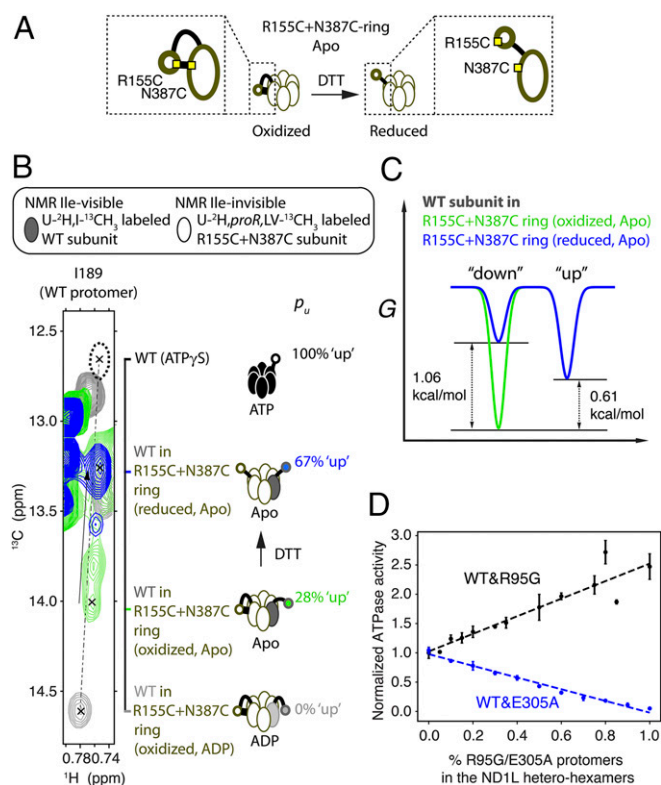 A
R155C+N387C-ring
Apo
R155C
N387C
DTT
Oxidized
Reduced
R155C
N387C
B
NMR Ile-visible
U-²H,I-¹³CH₃ labeled
WT subunit
NMR Ile-invisible
U-²H,proR,LV-¹³CH₃ labeled
R155C+N387C subunit
I189
(WT protomer)
pᵤ
12.5
13.0
13.5
14.0
14.5
¹³C (ppm)
0.780.74
¹H (ppm)
WT (ATPγS)
100% 'up'
ATP
WT in
R155C+N387C
ring
(reduced, Apo)
67% 'up'
Apo
DTT
WT in
R155C+N387C
ring
(oxidized, Apo)
28% 'up'
Apo
WT in
R155C+N387C
ring
(oxidized, ADP)
0% 'up'
ADP
C
WT subunit in
R155C+N387C ring (oxidized, Apo)
R155C+N387C ring (reduced, Apo)
G
"down"
"up"
1.06
kcal/mol
0.61
kcal/mol
D
Normalized ATPase activity
3.0
2.5
2.0
1.5
1.0
0.5
0.0
WT&R95G
WT&E305A
0.0 0.2 0.4 0.6 0.8 1.0
% R95G/E305A protomers
in the ND1L hetero-hexamers